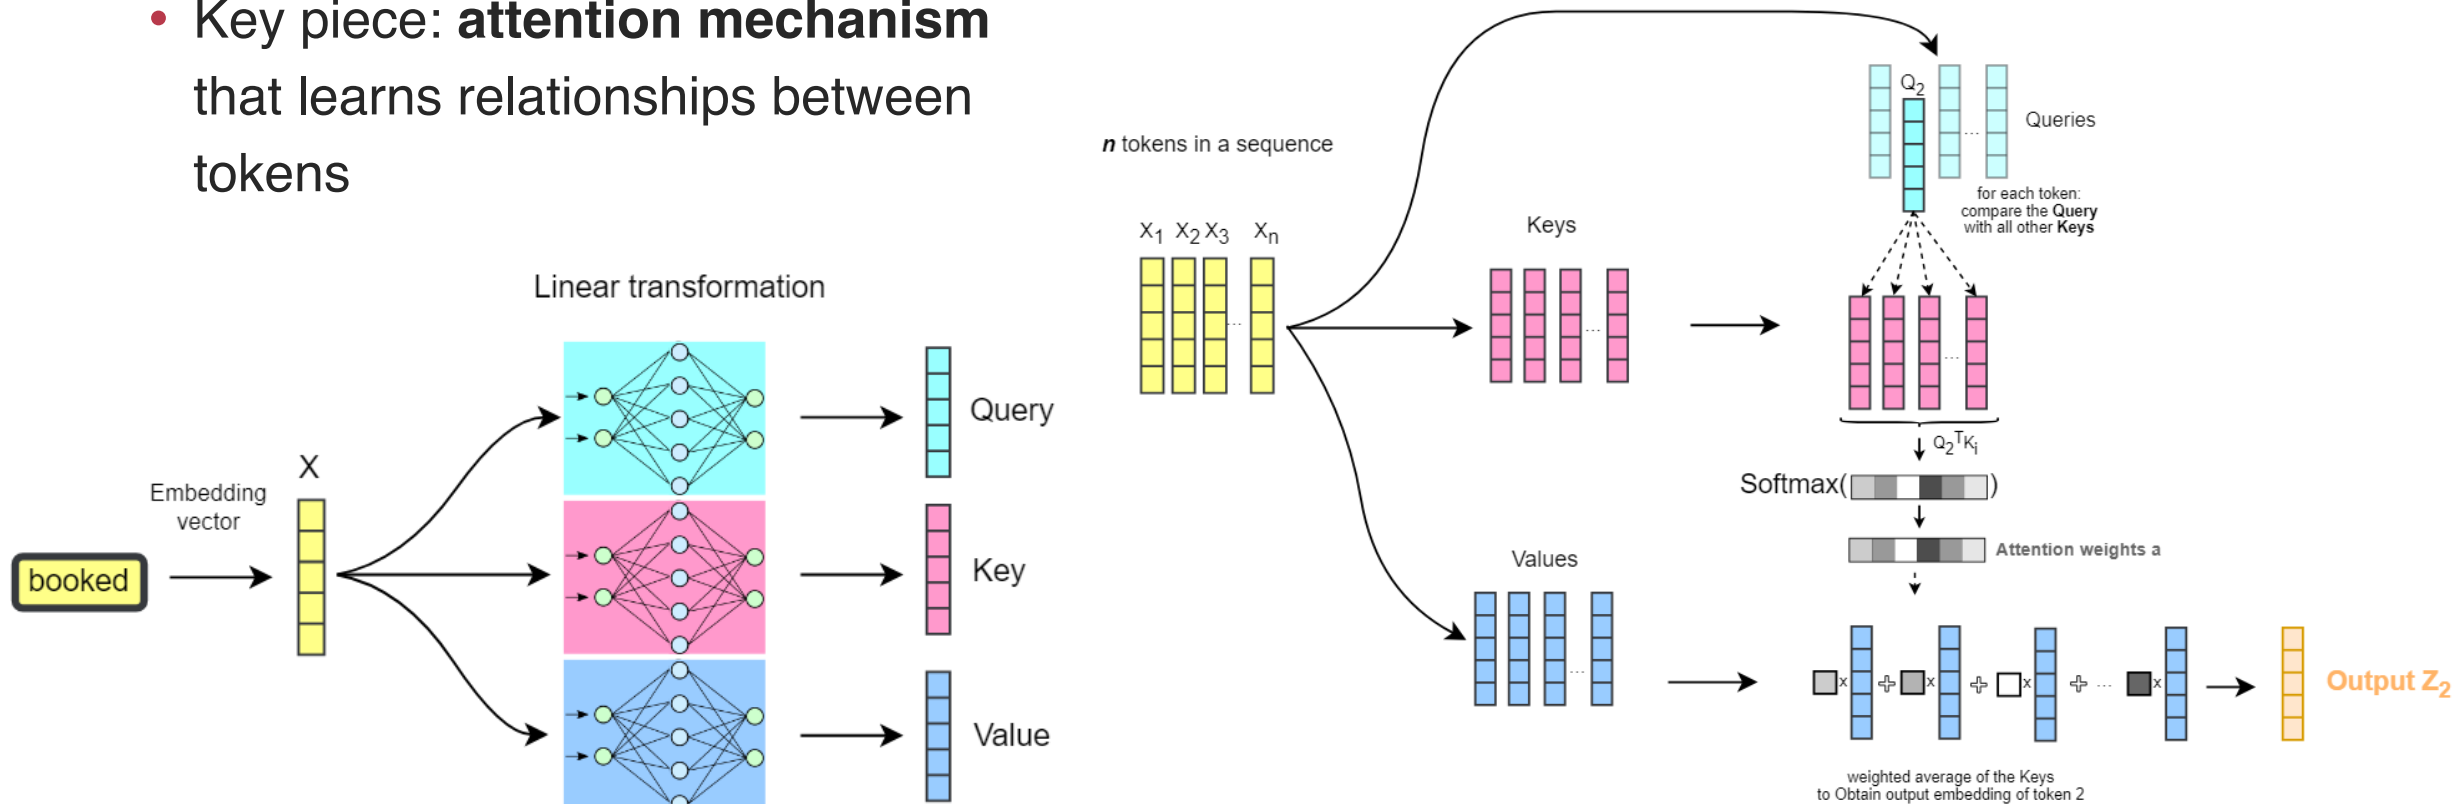 • Key piece: attention mechanism
that learns relationships between
tokens
Linear transformation
booked
Embedding
vector
X
Query
Key
Value
n tokens in a sequence
X1 X2 X3 Xn
...
Keys
...
Values
...
Q2
...
Queries
for each token:
compare the Query
with all other Keys
...
Q2TKi
Softmax( )
Attention weights a
x + x + x + ... x
Output Z2
weighted average of the Keys
to Obtain output embedding of token 2